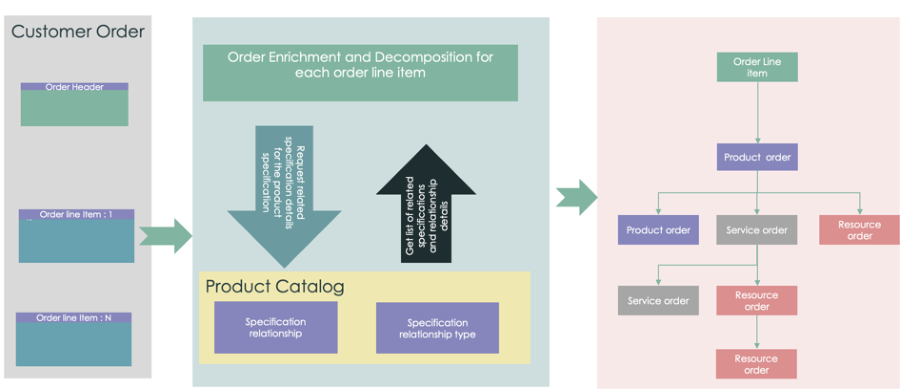 Customer Order
Order Header
Order line Item : 1
Order line Item : N
Order Enrichment and Decomposition for
each order line item
Request related
specification details
for the product
specification
Get list of related
specifications
and relationship
details
Product Catalog
Specification
relationship
Specification
relationship type
Order Line
item
Product order
Product order
Service order
Resource
order
Service order
Resource
order
Resource
order